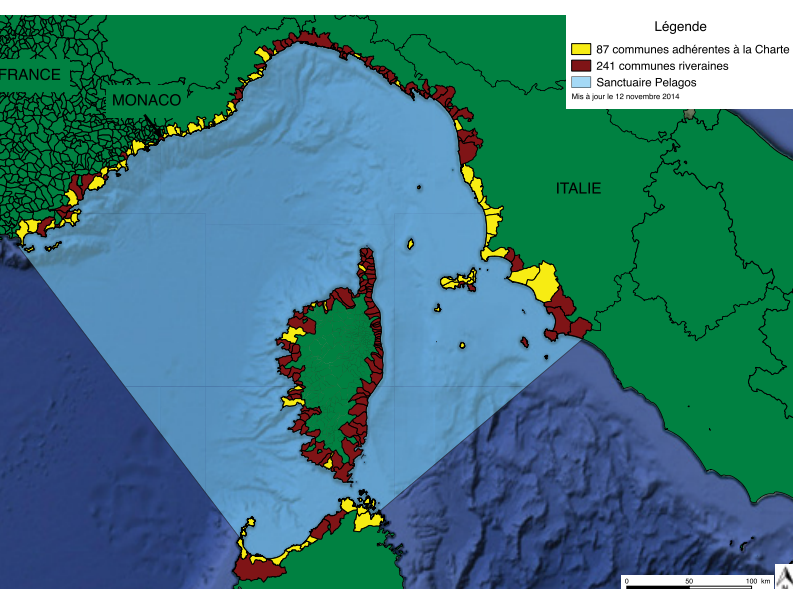 Légende
87 communes adhérentes à la Charte
241 communes riveraines
Sanctuaire Pelagos
Mis à jour le 12 novembre 2014
FRANCE
MONACO
ITALIE
0 50 100 km